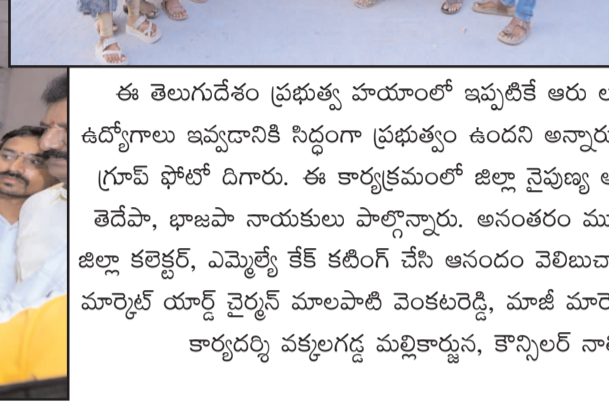 ఈ తెలుగుదేశం ప్రభుత్వ హయాంలో ఇప్పటికే ఆరు
ఉద్యోగాలు ఇవ్వడానికి సిద్ధంగా ప్రభుత్వం ఉందని అన్నారు
గ్రూప్ ఫోటో దిగారు. ఈ కార్యక్రమంలో జిల్లా నైపుణ్య
తెదేపా, భాజపా నాయకులు పాల్గొన్నారు. అనంతరం
జిల్లా కలెక్టర్, ఎమ్మెల్యే కేక్ కటింగ్ చేసి ఆనందం
మార్కెట్ యార్డ్ చైర్మన్ మాలపాటి వెంకటరెడ్డి, మాజీ
కార్యదర్శి వక్కలగడ్డ మల్లికార్జున, కౌన్సిలర్